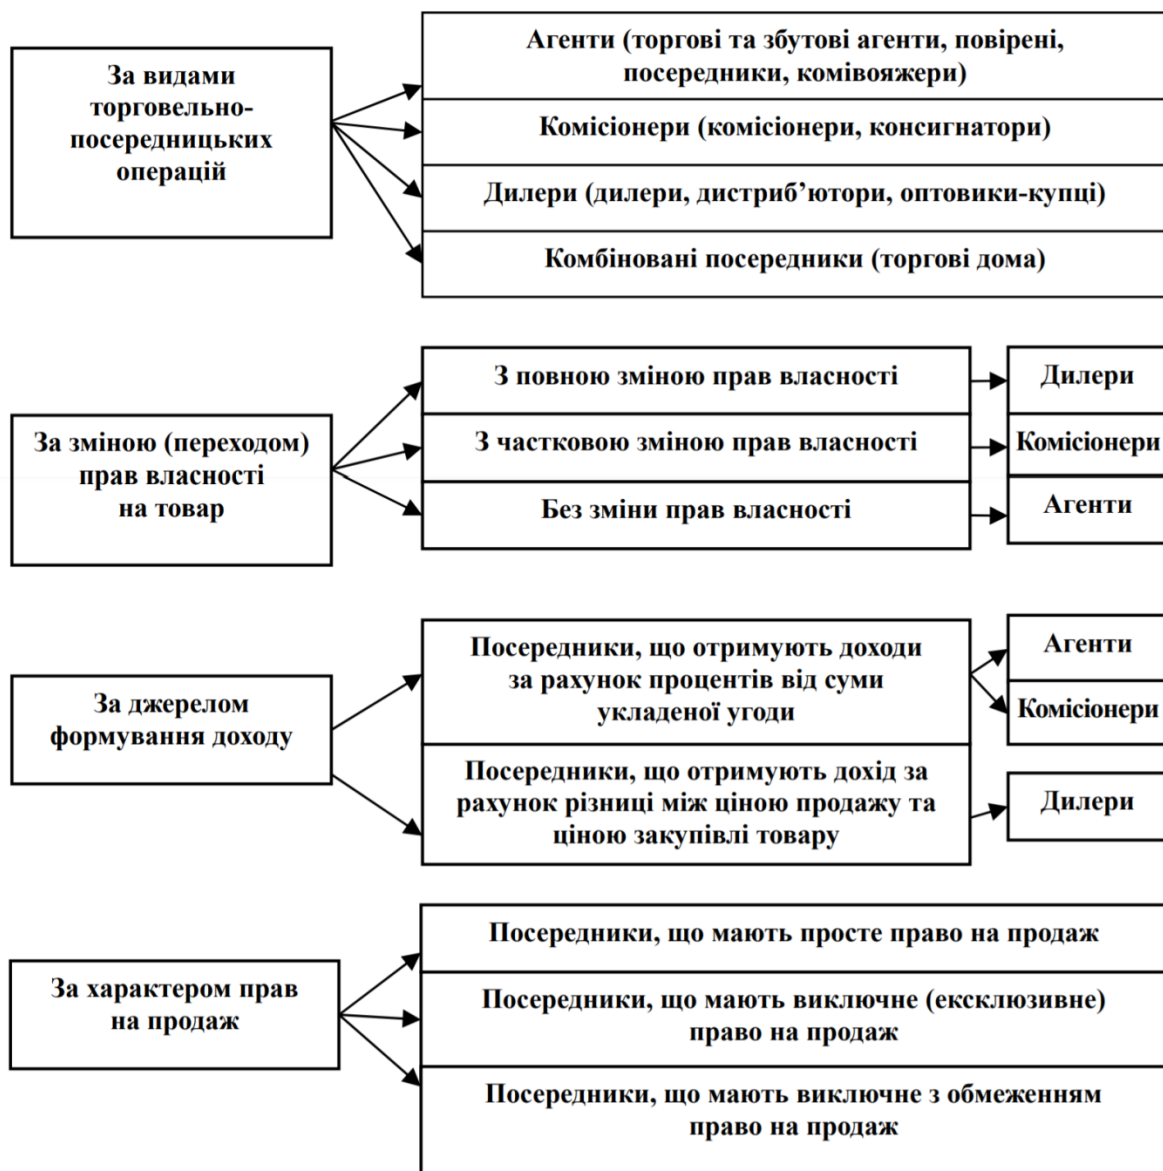 За видами
торговельно-
посередницьких
операцій
Агенти (торгові та збутові агенти, повірені,
посередники, комівояжери)
Комісіонери (комісіонери, консигнатори)
Дилери (дилери, дистриб’ютори, оптовики-купці)
Комбіновані посередники (торгові дома)
За зміною (переходом)
прав власності
на товар
З повною зміною прав власності
Дилери
З частковою зміною прав власності
Комісіонери
Без зміни прав власності
Агенти
За джерелом
формування доходу
Посередники, що отримують доходи
за рахунок процентів від суми
укладеної угоди
Агенти
Комісіонери
Посередники, що отримують дохід за
рахунок різниці між ціною продажу та
ціною закупівлі товару
Дилери
За характером прав
на продаж
Посередники, що мають просте право на продаж
Посередники, що мають виключне (ексклюзивне)
право на продаж
Посередники, що мають виключне з обмеженням
право на продаж